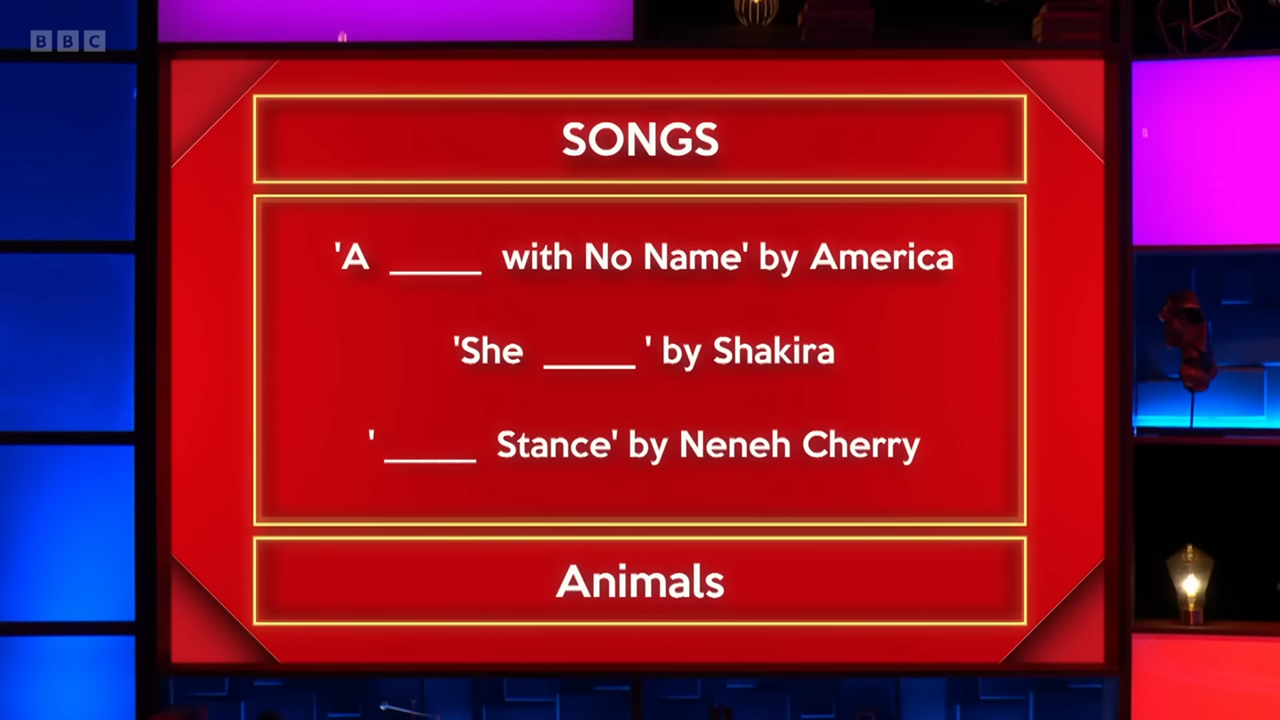 BBC
SONGS
'A _____ with No Name' by America
'She _____ ' by Shakira
'_____ Stance' by Neneh Cherry
Animals